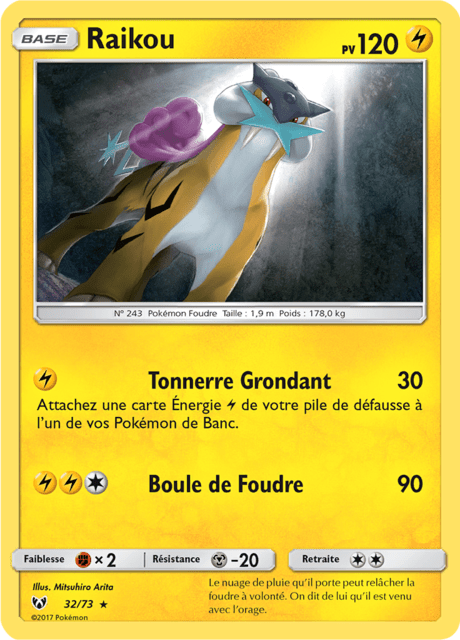 BASE Raikou PV 120
N° 243 Pokémon Foudre Taille : 1,9 m Poids : 178,0 kg
Tonnerre Grondant 30
Attachez une carte Énergie de votre pile de défausse à
l'un de vos Pokémon de Banc.
Boule de Foudre 90
Faiblesse × 2 Résistance -20 Retraite
Illus. Mitsuhiro Arita
32/73 ★
©2017 Pokémon
Le nuage de pluie qu'il porte peut relâcher la
foudre à volonté. On dit de lui qu'il est venu
avec l'orage.